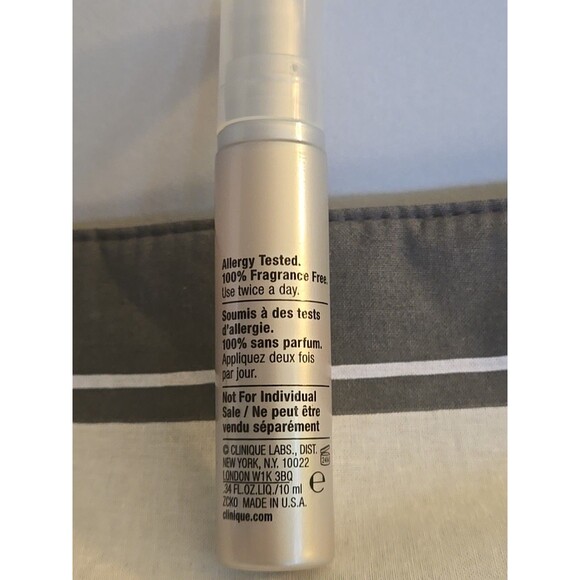 Allergy Tested.
100% Fragrance Free.
Use twice a day.
Soumis à des tests
d'allergie.
100% sans parfum.
Appliquez deux fois
par jour.
Not For Individual
Sale / Ne peut être
vendu séparément
© CLINIQUE LABS., DIST.
NEW YORK, N.Y. 10022
LONDON W1K 3BQ
.34 FL.OZ.LIQ./10 ml e
ZCK0 MADE IN U.S.A.
clinique.com